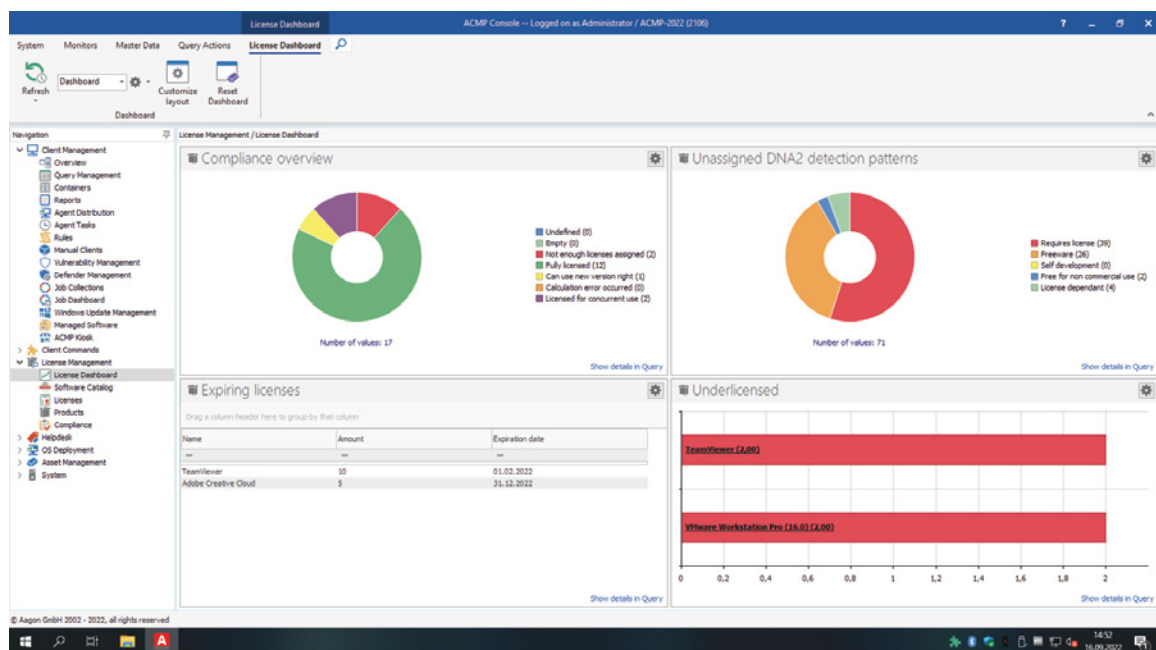 License Dashboard
ACMP Console -- Logged on as Administrator / ACMP-2022 (2106)
System Monitors Master Data Query Actions License Dashboard
Refresh
Dashboard
Customize layout
Reset Dashboard
Dashboard
Navigation
License Management / License Dashboard
Client Management
Overview
Query Management
Containers
Reports
Agent Distribution
Agent Tasks
Rules
Manual Clients
Vulnerability Management
Defender Management
Job Collections
Job Dashboard
Windows Update Management
Managed Software
ACMP Kiosk
Client Commands
License Management
License Dashboard
Software Catalog
Licenses
Products
Compliance
Helpdesk
OS Deployment
Asset Management
System
Compliance overview
Undefined (0)
Empty (0)
Not enough licenses assigned (2)
Fully licensed (12)
Can use new version right (1)
Calculation error occurred (0)
Licensed for concurrent use (2)
Number of values: 17
Show details in Query
Unassigned DNA2 detection patterns
Requires license (39)
Freeware (26)
Self development (0)
Free for non commercial use (2)
License dependant (4)
Number of values: 71
Show details in Query
Expiring licenses
Drag a column header here to group by that column
Name Amount Expiration date
TeamViewer 10 01.02.2022
Adobe Creative Cloud 5 31.12.2022
Show details in Query
Underlicensed
TeamViewer (2,00)
VMware Workstation Pro (16.0) (2,00)
0 0,2 0,4 0,6 0,8 1 1,2 1,4 1,6 1,8 2
Show details in Query
© Aagon GmbH 2002 - 2022, all rights reserved
A
14:52
16.09.2022